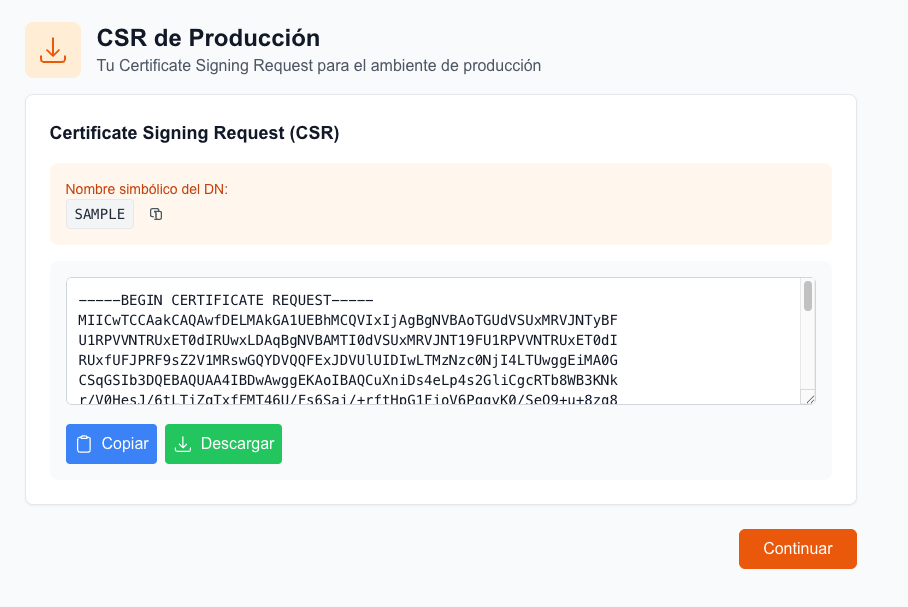 CSR de Producción
Tu Certificate Signing Request para el ambiente de producción
Certificate Signing Request (CSR)
Nombre simbólico del DN:
SAMPLE
-----BEGIN CERTIFICATE REQUEST-----
MIICwTCCAakCAQAwfDELMAkGA1UEBhMCQVIxIjAgBgNVBAoTGUdVSUxMRVJNTyBF
U1RPVVNTRUxET0dIRUwxLDAqBgNVBAMTI0dVSUxMRVJNT19FU1RPVVNTRUxET0dI
RUxfUFJPRF9sZ2V1MRswGQYDVQQFExJDVUlUIDIwLTMzNzc0NjI4LTUwggEiMA0G
CSqGSIb3DQEBAQUAA4IBDwAwggEKAoIBAQCuXniDs4eLp4s2GliCgcRTb8WB3KNk
Copiar
Descargar
Continuar